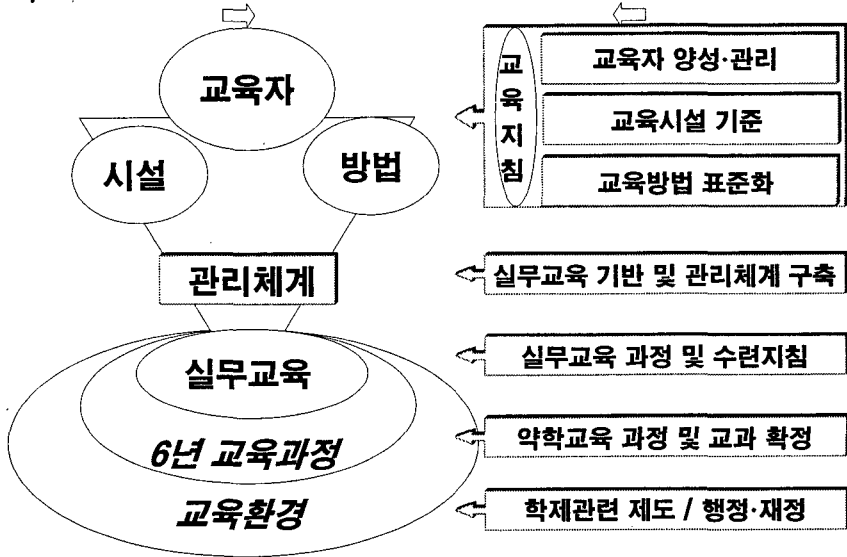 교육자
시설
방법
관리체계
실무교육
6년 교육과정
교육환경
교육지침
교육자 양성·관리
교육시설 기준
교육방법 표준화
실무교육 기반 및 관리체계 구축
실무교육 과정 및 수련지침
약학교육 과정 및 교과 확정
학제관련 제도 / 행정·재정